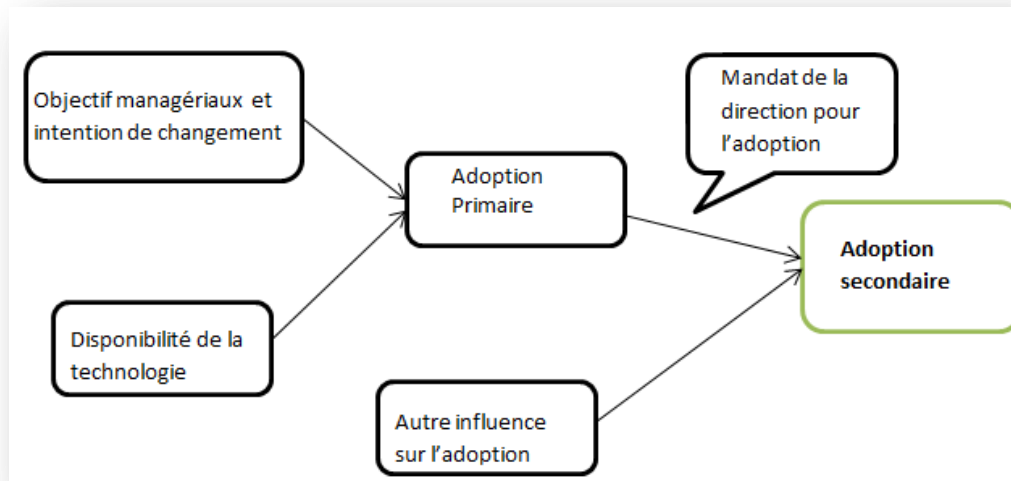 Objectif managériaux et
intention de changement
Mandat de la
direction pour
l'adoption
Adoption
Primaire
Adoption
secondaire
Disponibilité de la
technologie
Autre influence
sur l'adoption